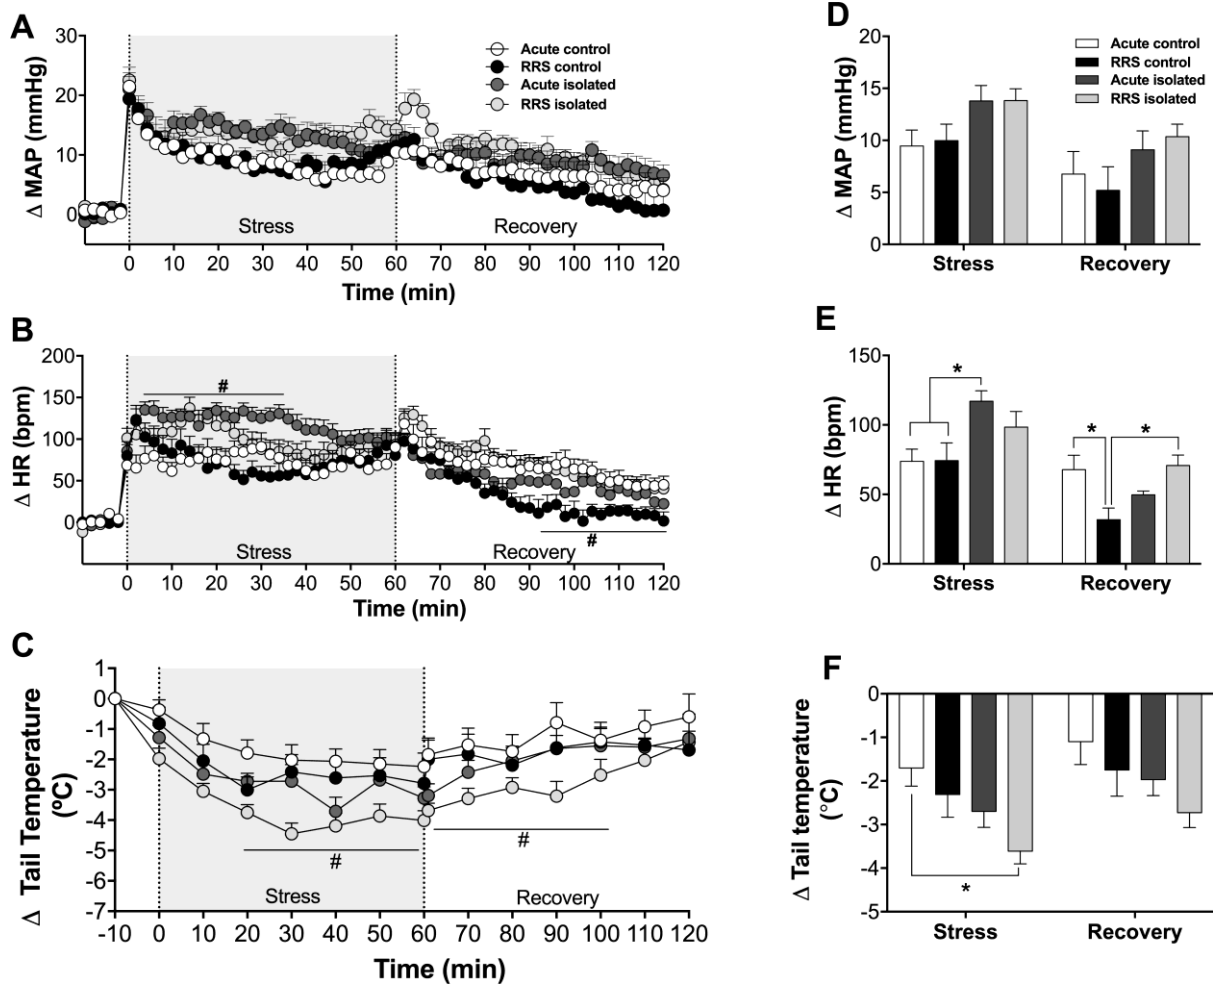 A
Δ MAP (mmHg)
30
20
10
0
Acute control
RRS control
Acute isolated
RRS isolated
Stress
Recovery
0 10 20 30 40 50 60 70 80 90 100 110 120
Time (min)
D
Δ MAP (mmHg)
20
15
10
5
0
Acute control
RRS control
Acute isolated
RRS isolated
Stress Recovery
B
Δ HR (bpm)
200
150
100
50
0
#
Stress
Recovery
#
0 10 20 30 40 50 60 70 80 90 100 110 120
Time (min)
E
Δ HR (bpm)
150
100
50
0
*
* *
Stress Recovery
C
Δ Tail Temperature
(ºC)
1
0
-1
-2
-3
-4
-5
-6
-7
#
#
Stress
Recovery
-10 0 10 20 30 40 50 60 70 80 90 100 110 120
Time (min)
F
Δ Tail temperature
(°C)
0
-1
-2
-3
-4
-5
*
Stress Recovery